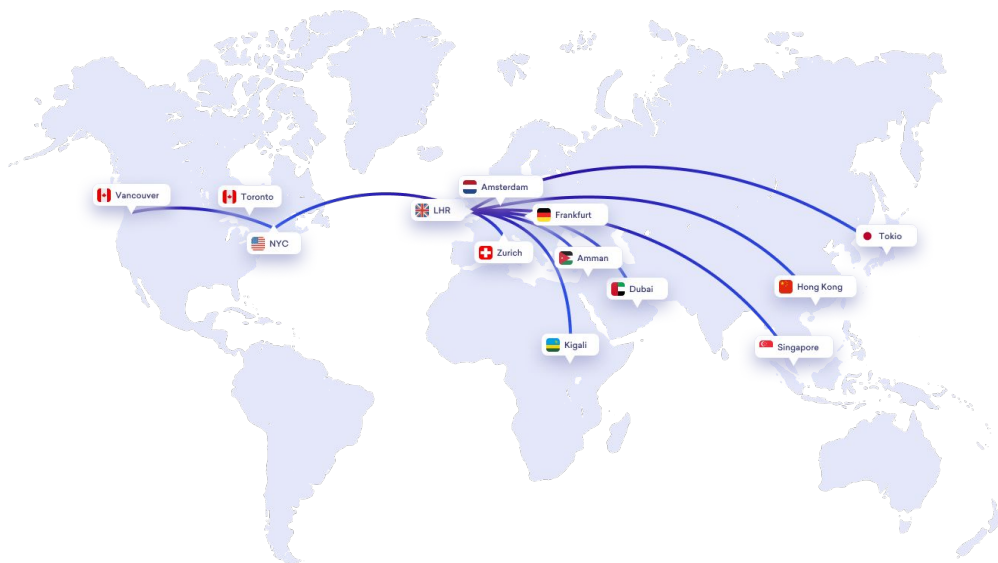 Vancouver
Toronto
Amsterdam
LHR
Frankfurt
Tokio
NYC
Zurich
Amman
Hong Kong
Dubai
Kigali
Singapore